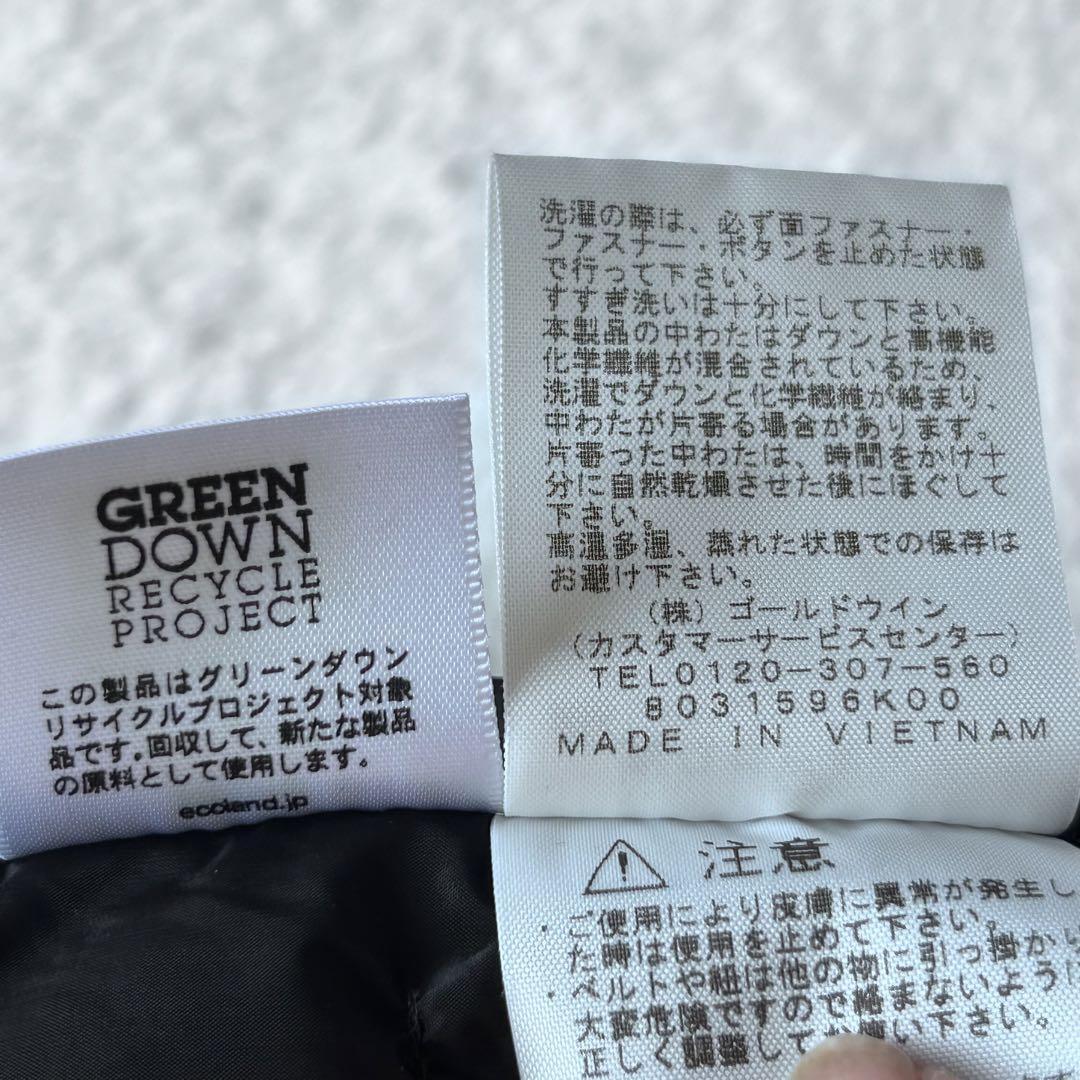 GREEN
DOWN
RECYCLE
PROJECT
この製品はグリーンダウン
リサイクルプロジェクト対象
品です.回収して、新たな製品
の原料として使用します。
ecoland.jp
洗濯の際は、必ず面ファスナー・
ファスナー・ボタンを止めた状態
で行って下さい。
すすぎ洗いは十分にして下さい。
本製品の中わたはダウンと高機能
化学繊維が混合されているため、
洗濯でダウンと化学繊維が絡まり、
中わたが片寄る場合があります。
片寄った中わたは、時間をかけ十
分に自然乾燥させた後にほぐして
下さい。
高温多湿、蒸れた状態での保存は
お避け下さい。
(株)ゴールドウイン
(カスタマーサービスセンター)
TEL0120-307-560
8031596K00
MADE IN VIETNAM
注意
ご使用により皮膚に異常が発生し
た時は使用を止めて下さい。
・ベルトや紐は他の物に引っ掛かい
大変危険ですので絡まないように
正しく調整してお使い下さい。